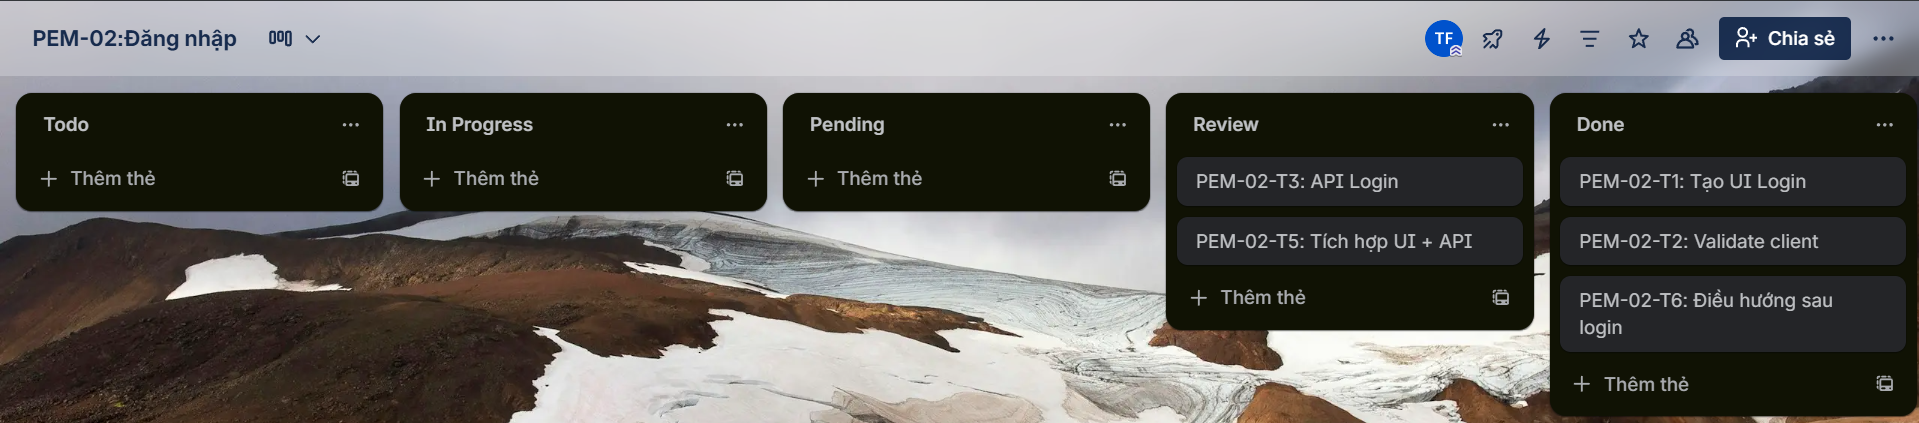 PEM-02:Đăng nhập
TF
Chia sẻ
Todo
Thêm thẻ
In Progress
Thêm thẻ
Pending
Thêm thẻ
Review
PEM-02-T3: API Login
PEM-02-T5: Tích hợp UI + API
Thêm thẻ
Done
PEM-02-T1: Tạo UI Login
PEM-02-T2: Validate client
PEM-02-T6: Điều hướng sau
login
Thêm thẻ